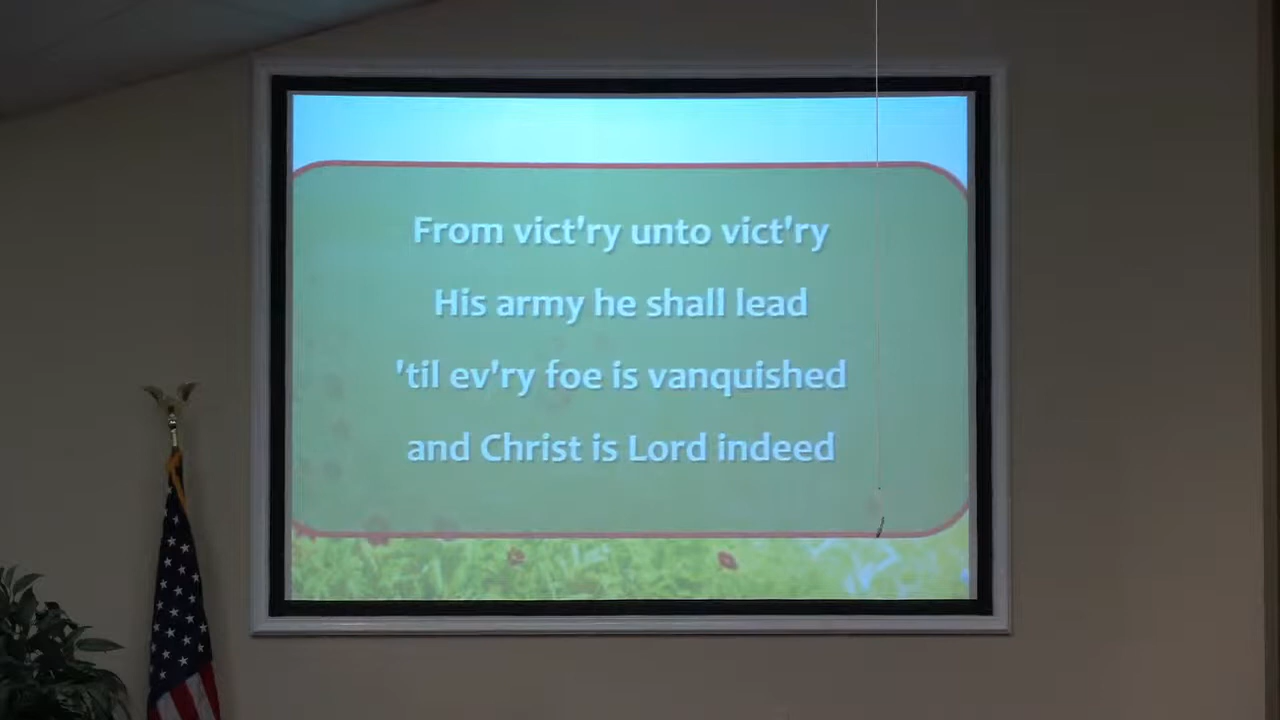 From vict'ry unto vict'ry
His army he shall lead
'til ev'ry foe is vanquished
and Christ is Lord indeed